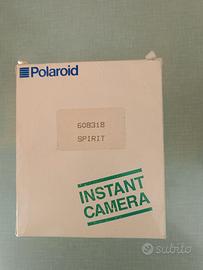 Polaroid
608318
SPIRIT
INSTANT
CAMERA
subito